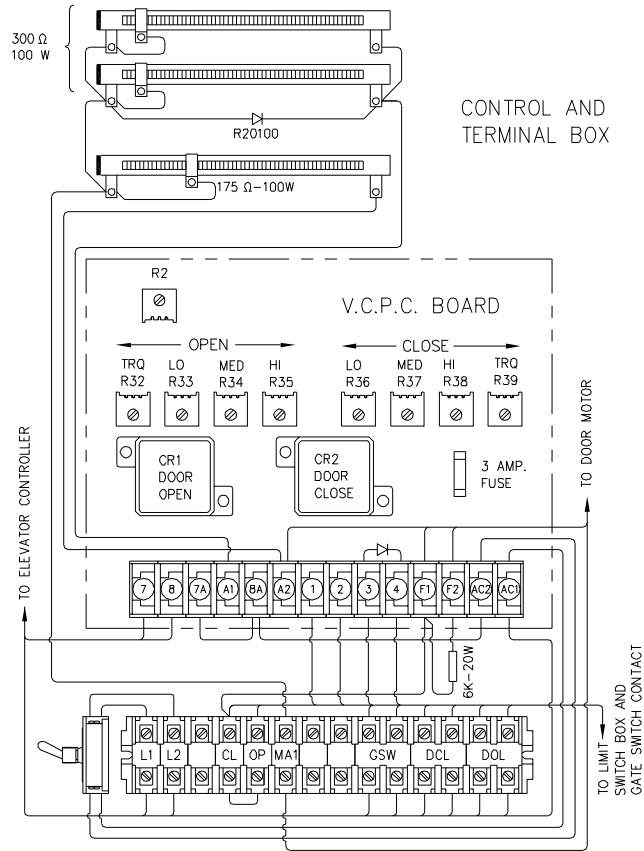 300 Ω
100 W
R20100
CONTROL AND
TERMINAL BOX
175 Ω-100W
R2
V.C.P.C. BOARD
OPEN
CLOSE
TRQ
R32
LO
R33
MED
R34
HI
R35
LO
R36
MED
R37
HI
R38
TRQ
R39
CR1
DOOR
OPEN
CR2
DOOR
CLOSE
3 AMP.
FUSE
TO DOOR MOTOR
TO ELEVATOR CONTROLLER
7 8 7A A1 8A A2 1 2 3 4 F1 F2 AC2 AC1
6K-20W
L1 L2 CL OP MA1 GSW DCL DOL
TO LIMIT
SWITCH BOX AND
GATE SWITCH CONTACT